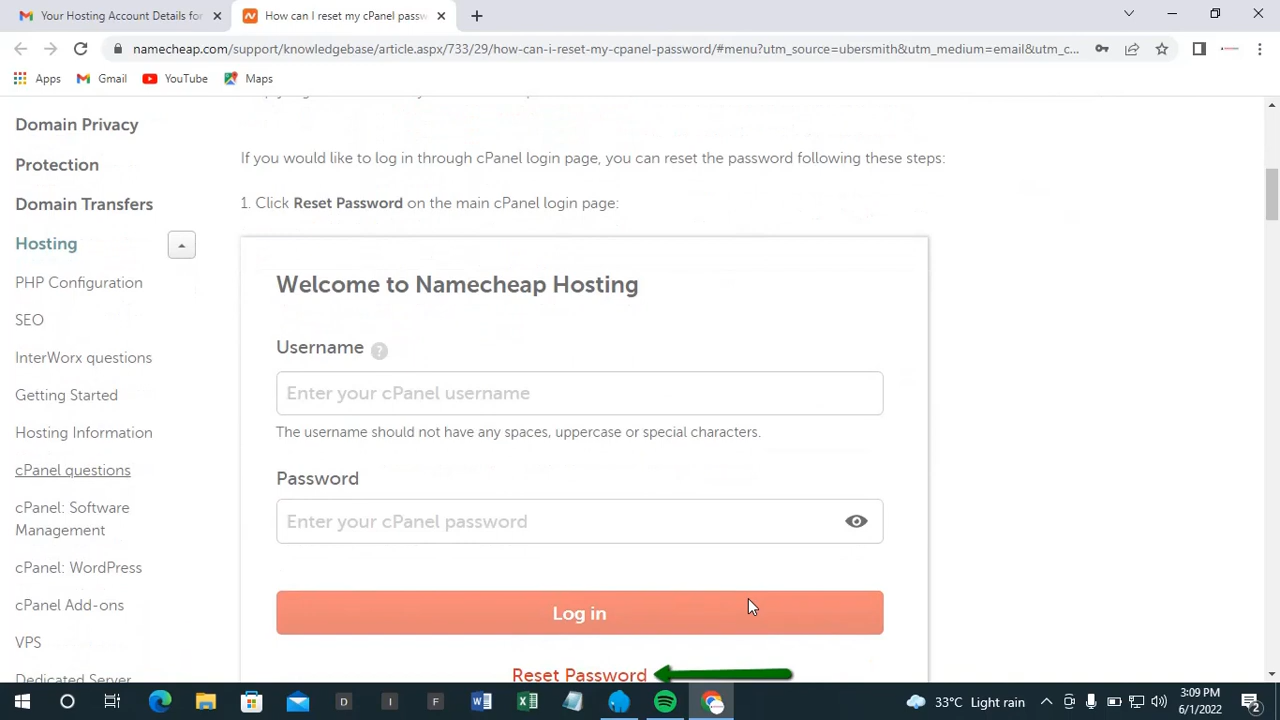 Your Hosting Account Details for
How can I reset my cPanel passw
namecheap.com/support/knowledgebase/article.aspx/733/29/how-can-i-reset-my-cpanel-password/#menu?utm_source=ubersmith&utm_medium=email&utm_c...
Apps
Gmail
YouTube
Maps
Domain Privacy
Protection
Domain Transfers
Hosting
PHP Configuration
SEO
InterWorx questions
Getting Started
Hosting Information
cPanel questions
cPanel: Software
Management
cPanel: WordPress
cPanel Add-ons
VPS
Dedicated Server
If you would like to log in through cPanel login page, you can reset the password following these steps:
1. Click Reset Password on the main cPanel login page:
Welcome to Namecheap Hosting
Username ?
Enter your cPanel username
The username should not have any spaces, uppercase or special characters.
Password
Enter your cPanel password
Log in
Reset Password
D
I
F
33°C Light rain
3:09 PM
6/1/2022
2